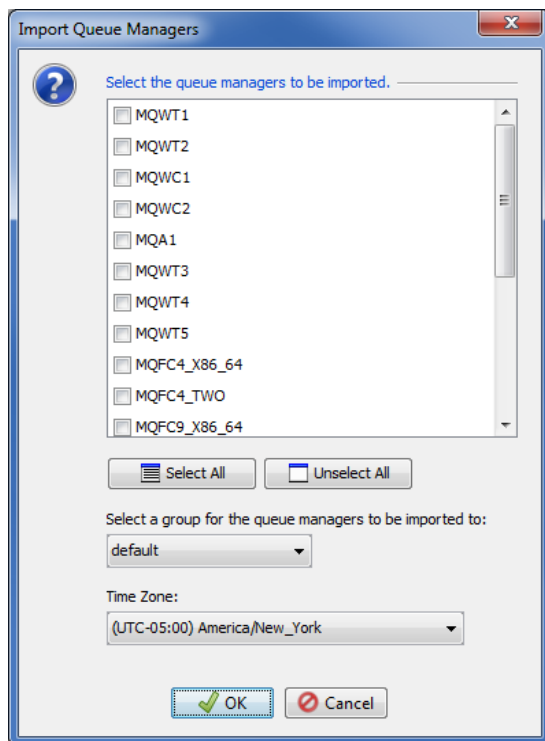 Import Queue Managers
Select the queue managers to be imported.
MQWT1
MQWT2
MQWC1
MQWC2
MQA1
MQWT3
MQWT4
MQWT5
MQFC4_X86_64
MQFC4_TWO
MQFC9_X86_64
Select All Unselect All
Select a group for the queue managers to be imported to:
default
Time Zone:
(UTC-05:00) America/New_York
OK Cancel